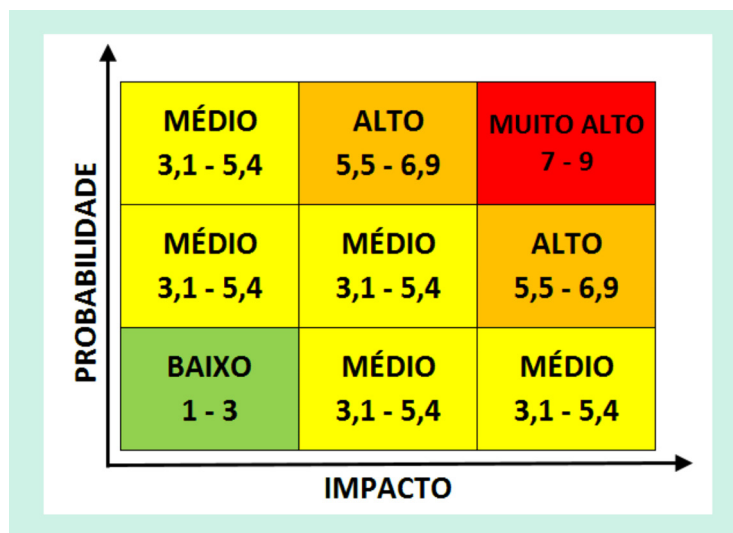 PROBABILIDADE
MÉDIO
3,1 - 5,4
ALTO
5,5 - 6,9
MUITO ALTO
7 - 9
MÉDIO
3,1 - 5,4
MÉDIO
3,1 - 5,4
ALTO
5,5 - 6,9
BAIXO
1 - 3
MÉDIO
3,1 - 5,4
MÉDIO
3,1 - 5,4
IMPACTO